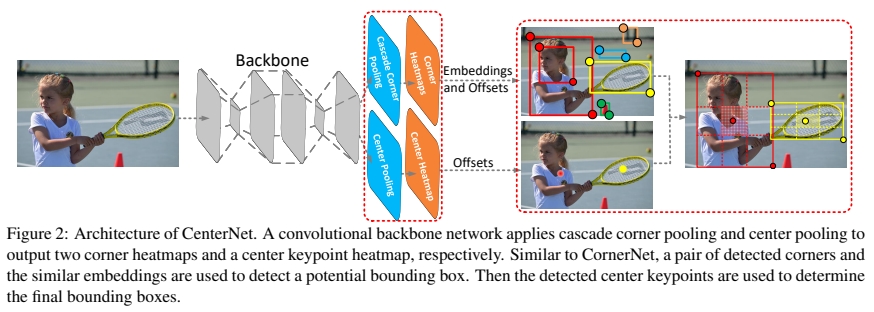 Backbone
Cascade Corner
Pooling
Corner
Heatmaps
Embeddings
and Offsets
Center Pooling
Center Heatmap
Offsets
Figure 2: Architecture of CenterNet. A convolutional backbone network applies cascade corner pooling and center pooling to
output two corner heatmaps and a center keypoint heatmap, respectively. Similar to CornerNet, a pair of detected corners and
the similar embeddings are used to detect a potential bounding box. Then the detected center keypoints are used to determine
the final bounding boxes.